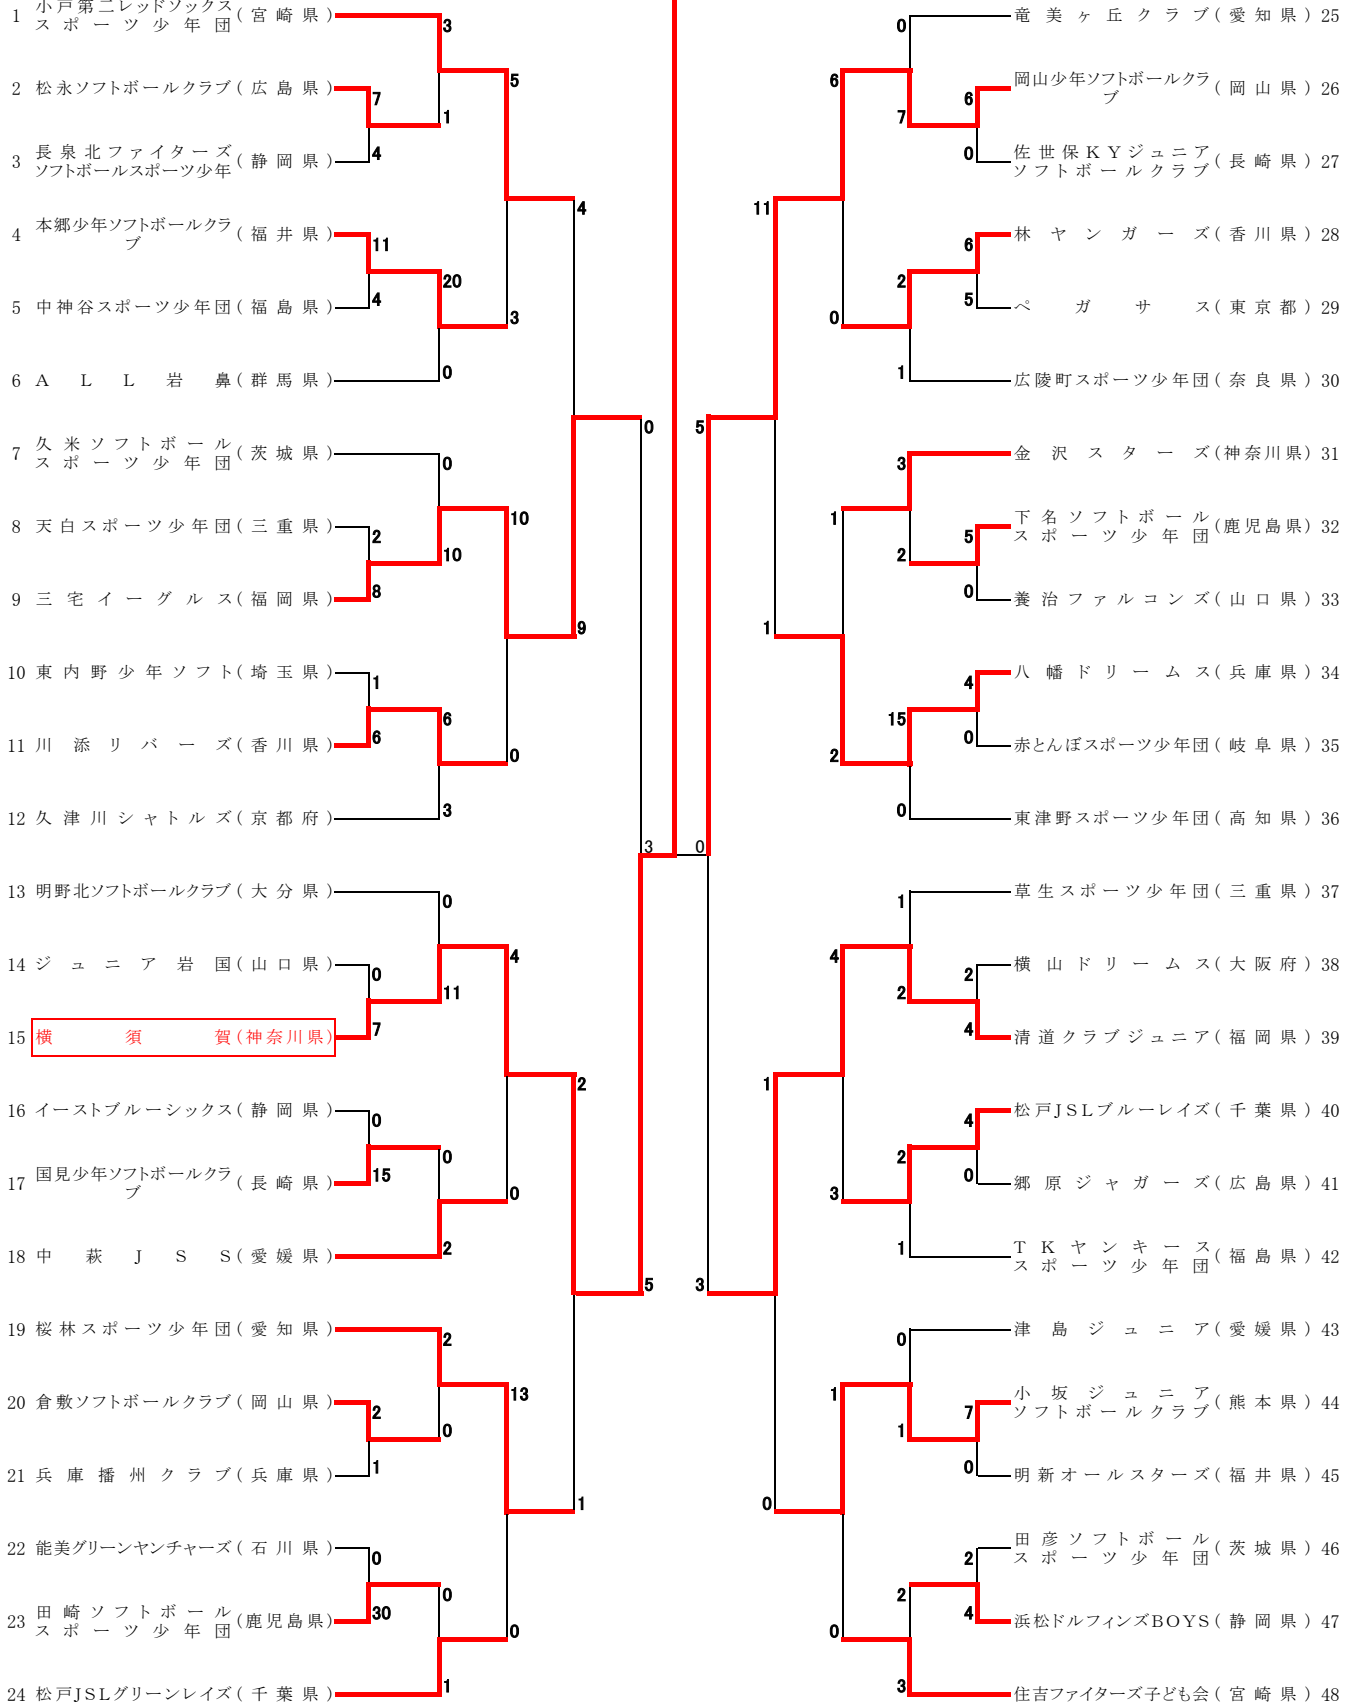 1 小戸第二レッドソックス スポーツ少年団 (宮崎県)
2 松永ソフトボールクラブ (広島県)
3 長泉北ファイターズ ソフトボールスポーツ少年 (静岡県)
4 本郷少年ソフトボールクラブ (福井県)
5 中神谷スポーツ少年団 (福島県)
6 ALL岩鼻 (群馬県)
7 久米ソフトボール スポーツ少年団 (茨城県)
8 天白スポーツ少年団 (三重県)
9 三宅イーグルス (福岡県)
10 東内野少年ソフト (埼玉県)
11 川添リバーズ (香川県)
12 久津川シャトルズ (京都府)
13 明野北ソフトボールクラブ (大分県)
14 ジュニア岩国 (山口県)
15 横須賀 (神奈川県)
16 イーストブルーシックス (静岡県)
17 国見少年ソフトボールクラブ (長崎県)
18 中萩JSS (愛媛県)
19 桜林スポーツ少年団 (愛知県)
20 倉敷ソフトボールクラブ (岡山県)
21 兵庫播州クラブ (兵庫県)
22 能美グリーンヤンチャーズ (石川県)
23 田崎ソフトボール スポーツ少年団 (鹿児島県)
24 松戸JSLグリーンレイズ (千葉県)
3
7
1
4
11
20
4
0
0
2
10
8
1
6
6
3
0
0
11
7
0
0
15
2
2
2
0
1
0
0
30
1
5
3
10
0
4
0
13
0
4
9
2
1
0
5
3 0
5
3
11
1
1
0
6
0
1
2
4
3
1
0
0
6
7
0
6
2
5
1
3
5
2
0
4
15
0
0
1
2
2
4
4
2
0
1
0
7
1
0
2
2
4
3
竜美ヶ丘クラブ (愛知県) 25
岡山少年ソフトボールクラブ (岡山県) 26
佐世保KYジュニア ソフトボールクラブ (長崎県) 27
林ヤンガーズ (香川県) 28
ペガサス (東京都) 29
広陵町スポーツ少年団 (奈良県) 30
金沢スターズ (神奈川県) 31
下名ソフトボール スポーツ少年団 (鹿児島県) 32
養治ファルコンズ (山口県) 33
八幡ドリームス (兵庫県) 34
赤とんぼスポーツ少年団 (岐阜県) 35
東津野スポーツ少年団 (高知県) 36
草生スポーツ少年団 (三重県) 37
横山ドリームス (大阪府) 38
清道クラブジュニア (福岡県) 39
松戸JSLブルーレイズ (千葉県) 40
郷原ジャガーズ (広島県) 41
TKヤンキース スポーツ少年団 (福島県) 42
津島ジュニア (愛媛県) 43
小坂ジュニア ソフトボールクラブ (熊本県) 44
明新オールスターズ (福井県) 45
田彦ソフトボール スポーツ少年団 (茨城県) 46
浜松ドルフィンズBOYS (静岡県) 47
住吉ファイターズ子ども会 (宮崎県) 48